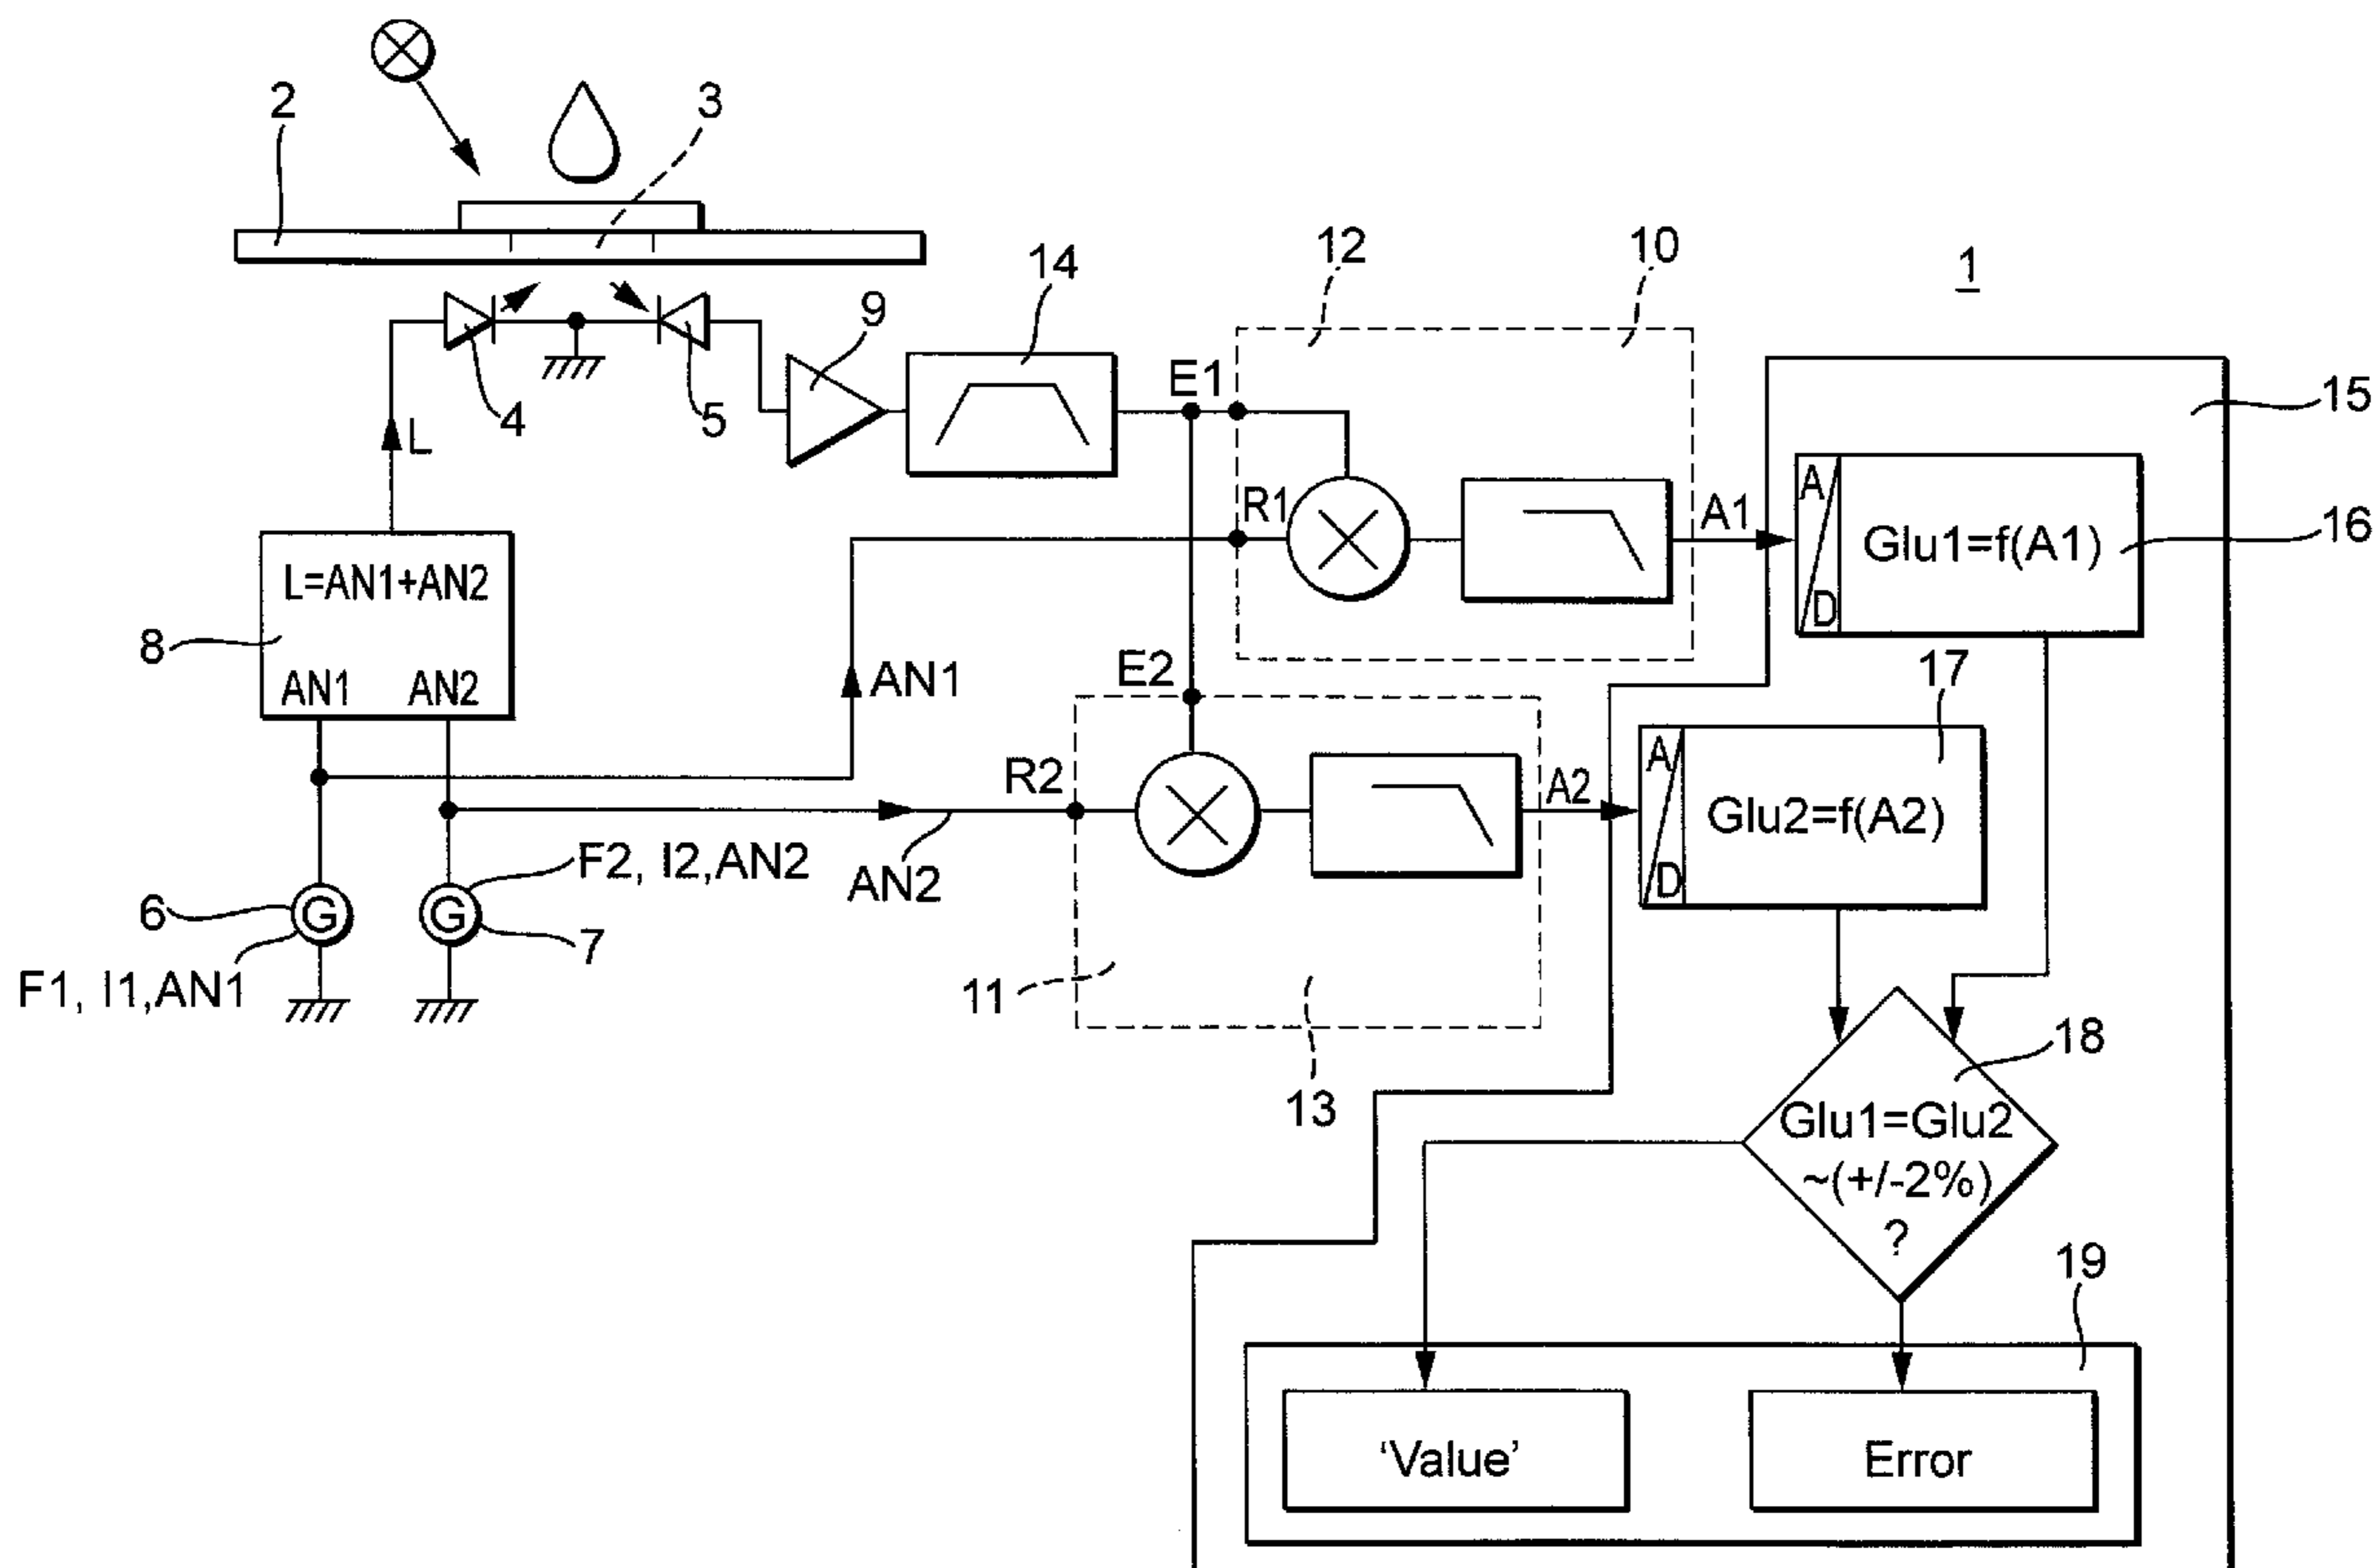 2
3
14
12
10
1
9
E1
15
4
5
L
R1
A1
A
D
Glu1=f(A1)
16
L=AN1+AN2
8
AN1
AN2
E2
AN1
17
R2
A2
A
D
Glu2=f(A2)
F2, I2,AN2
AN2
6
G
G
7
F1, I1,AN1
11
13
18
Glu1=Glu2
~(+/-2%)
?
19
‘Value’
Error